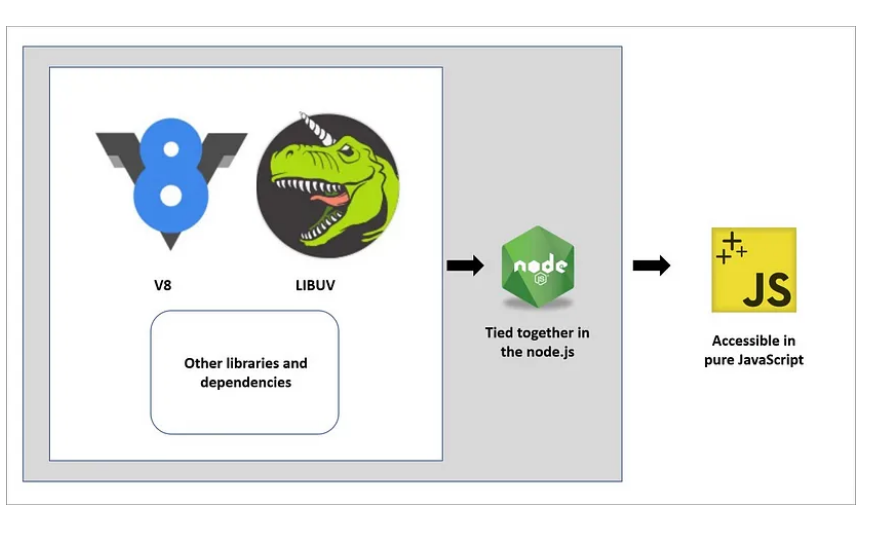 V8
LIBUV
Other libraries and
dependencies
node
JS
Tied together in
the node.js
JS
Accessible in
pure JavaScript